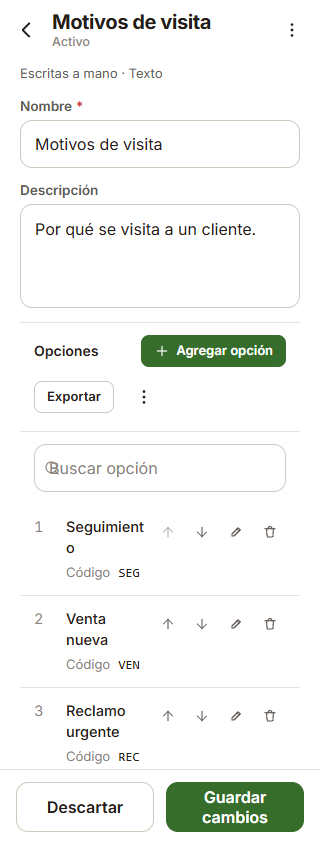 Motivos de visita
Activo
Escritas a mano · Texto
Nombre *
Motivos de visita
Descripción
Por qué se visita a un cliente.
Opciones
Agregar opción
Exportar
Buscar opción
1 Seguimient
o
Código SEG
2 Venta
nueva
Código VEN
3 Reclamo
urgente
Código REC
Descartar
Guardar
cambios